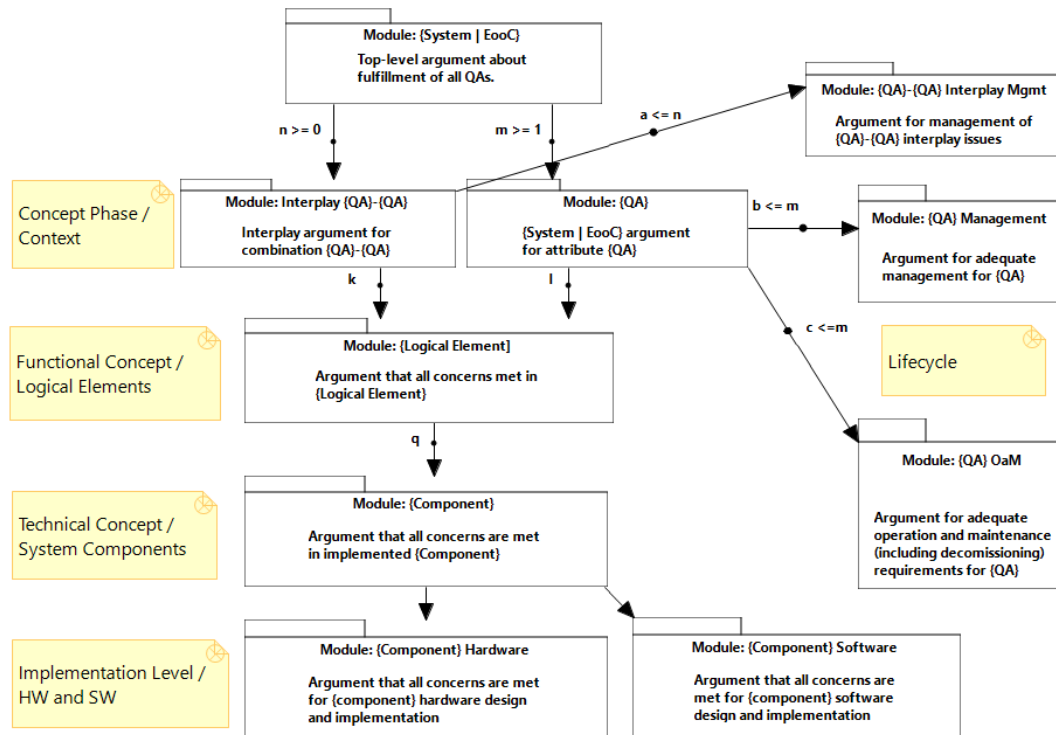 Module: {System | EooC}
Top-level argument about
fulfillment of all QAs.
n >= 0
m >= 1
a <= n
Module: {QA}-{QA} Interplay Mgmt
Argument for management of
{QA}-{QA} interplay issues
Concept Phase /
Context
Module: Interplay {QA}-{QA}
Interplay argument for
combination {QA}-{QA}
Module: {QA}
{System | EooC} argument
for attribute {QA}
b <= m
Module: {QA} Management
Argument for adequate
management for {QA}
k
l
c <=m
Functional Concept /
Logical Elements
Module: {Logical Element]
Argument that all concerns met in
{Logical Element}
Lifecycle
q
Module: {QA} OaM
Argument for adequate
operation and maintenance
(including decomissioning)
requirements for {QA}
Technical Concept /
System Components
Module: {Component}
Argument that all concerns are met
in implemented {Component}
Implementation Level /
HW and SW
Module: {Component} Hardware
Argument that all concerns are met
for {component} hardware design
and implementation
Module: {Component} Software
Argument that all concerns are
met for {component} software
design and implementation